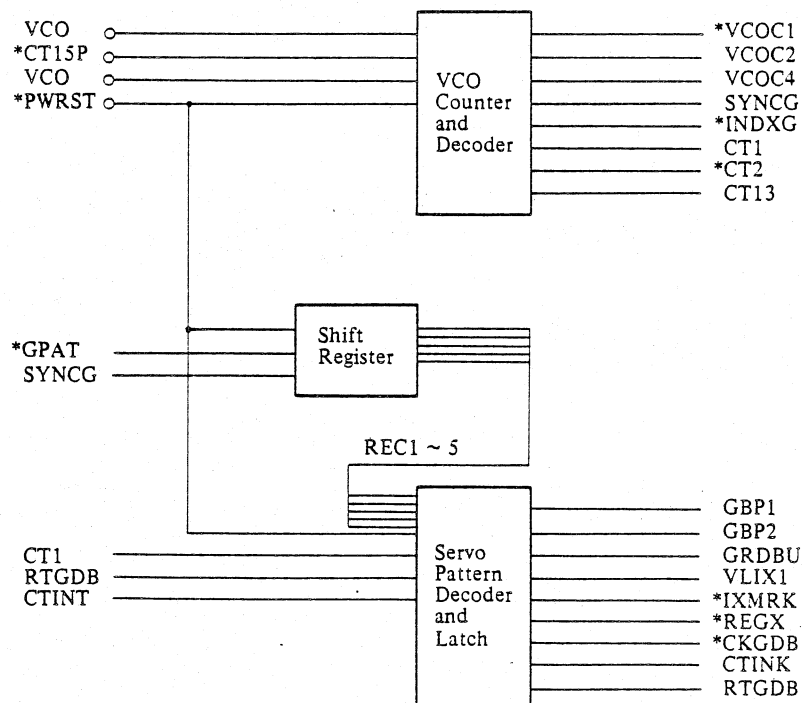 VCO
*CT15P
VCO
*PWRST
VCO
Counter
and
Decoder
*VCOC1
VCOC2
VCOC4
SYNCG
*INDXG
CT1
*CT2
CT13
*GPAT
SYNCG
Shift
Register
REC1 ~ 5
CT1
RTGDB
CTINT
Servo
Pattern
Decoder
and
Latch
GBP1
GBP2
GRDBU
VLIX1
*IXMRK
*REGX
*CKGDB
CTINK
RTGDB